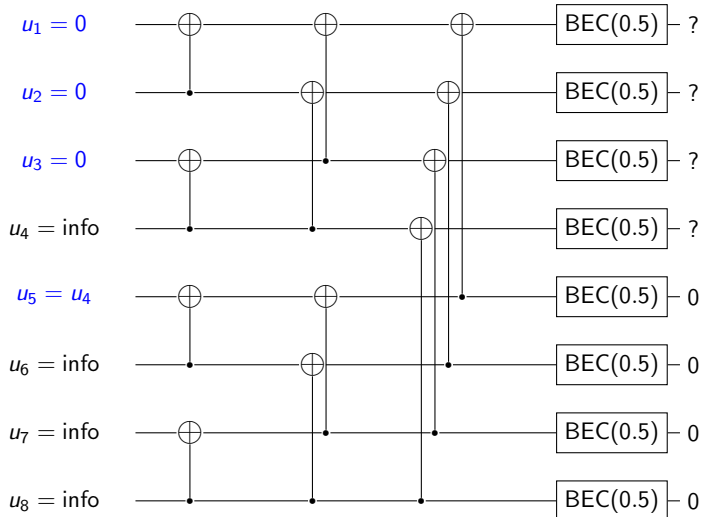 u₁ = 0 BEC(0.5) ?
u₂ = 0 BEC(0.5) ?
u₃ = 0 BEC(0.5) ?
u₄ = info BEC(0.5) ?
u₅ = u₄ BEC(0.5) 0
u₆ = info BEC(0.5) 0
u₇ = info BEC(0.5) 0
u₈ = info BEC(0.5) 0